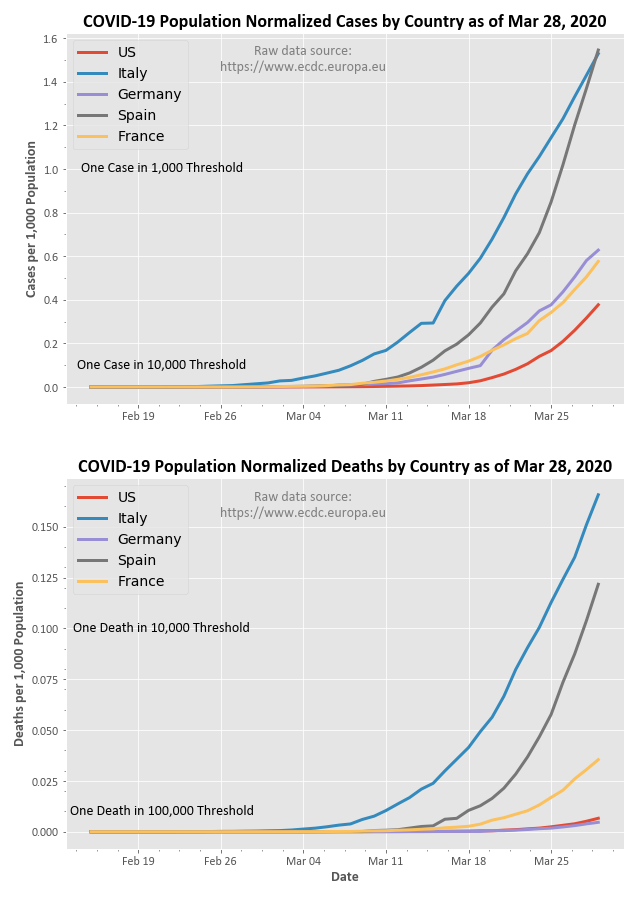 COVID-19 Population Normalized Cases by Country as of Mar 28, 2020
US
Italy
Germany
Spain
France
Raw data source:
https://www.ecdc.europa.eu
One Case in 1,000 Threshold
One Case in 10,000 Threshold
Cases per 1,000 Population
1.6
1.4
1.2
1.0
0.8
0.6
0.4
0.2
0.0
Feb 19
Feb 26
Mar 04
Mar 11
Mar 18
Mar 25
COVID-19 Population Normalized Deaths by Country as of Mar 28, 2020
US
Italy
Germany
Spain
France
Raw data source:
https://www.ecdc.europa.eu
One Death in 10,000 Threshold
One Death in 100,000 Threshold
Deaths per 1,000 Population
0.150
0.125
0.100
0.075
0.050
0.025
0.000
Feb 19
Feb 26
Mar 04
Mar 11
Mar 18
Mar 25
Date